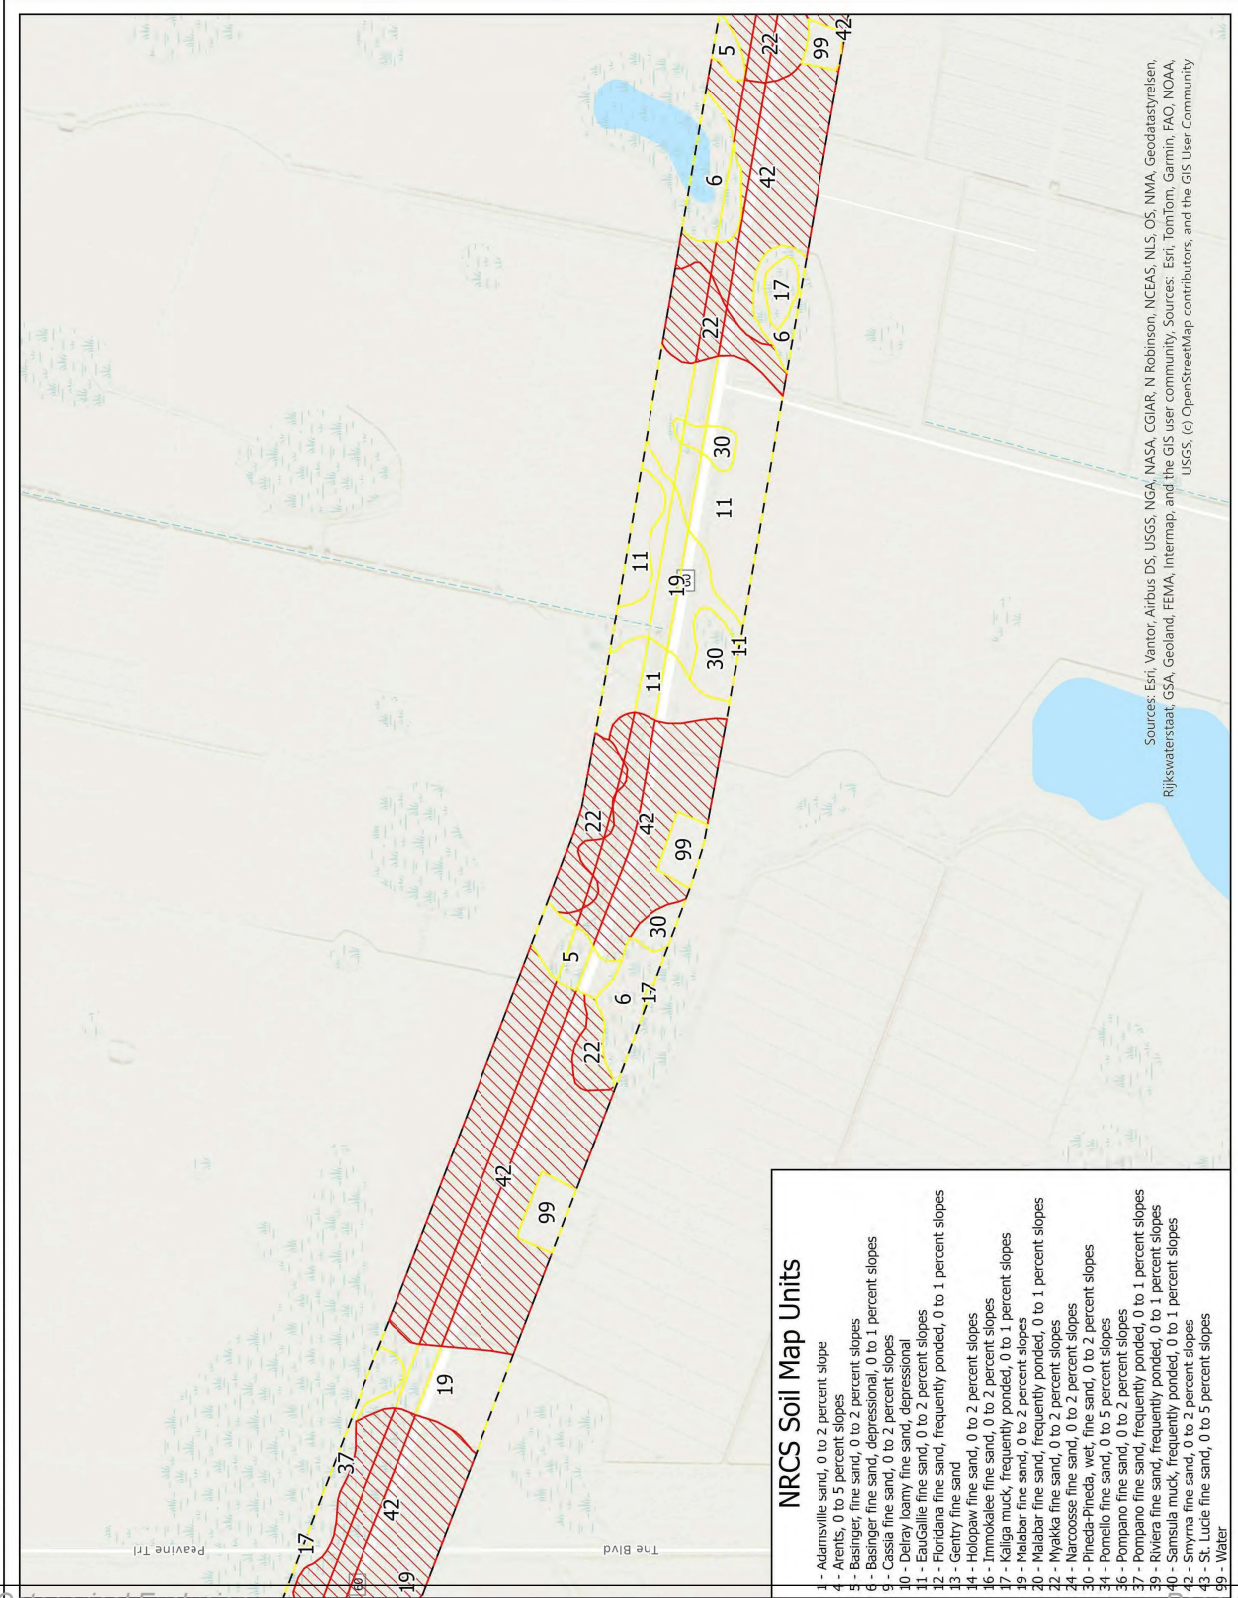 NRCS Soil Map Units
1 - Adamsville sand, 0 to 2 percent slope
4 - Arents, 0 to 5 percent slopes
5 - Basinger, fine sand, 0 to 2 percent slopes
6 - Basinger fine sand, depressional, 0 to 1 percent slopes
9 - Cassia fine sand, 0 to 2 percent slopes
10 - Delray loamy fine sand, depressional
11 - EauGallie fine sand, 0 to 2 percent slopes
12 - Floridana fine sand, frequently ponded, 0 to 1 percent slopes
13 - Gentry fine sand
14 - Holopaw fine sand, 0 to 2 percent slopes
16 - Immokalee fine sand, 0 to 2 percent slopes
17 - Kaliga muck, frequently ponded, 0 to 1 percent slopes
19 - Malabar fine sand, 0 to 2 percent slopes
20 - Malabar fine sand, frequently ponded, 0 to 1 percent slopes
22 - Myakka fine sand, 0 to 2 percent slopes
24 - Narcoosse fine sand, 0 to 2 percent slopes
30 - Pineda-Pineda, wet, fine sand, 0 to 2 percent slopes
34 - Pomello fine sand, 0 to 5 percent slopes
36 - Pompano fine sand, 0 to 2 percent slopes
37 - Pompano fine sand, frequently ponded, 0 to 1 percent slopes
39 - Riviera fine sand, frequently ponded, 0 to 1 percent slopes
40 - Samsula muck, frequently ponded, 0 to 1 percent slopes
42 - Smyrna fine sand, 0 to 2 percent slopes
43 - St. Lucie fine sand, 0 to 5 percent slopes
99 - Water
Peavine Trl
The Blvd
60
19
17
42
37
19
42
99
22
6
17
5
30
22
42
99
11
30
11
19
11
11
30
22
6
17
6
42
5
22
99
42
Sources: Esri, Vantor, Airbus DS, USGS, NGA, NASA, CGIAR, N Robinson, NCEAS, NLS, OS, NMA, Geodatastyrelsen,
Rijkswaterstaat, GSA, Geoland, FEMA, Intermap, and the GIS user community, Sources: Esri, TomTom, Garmin, FAO, NOAA,
USGS, (c) OpenStreetMap contributors, and the GIS User Community